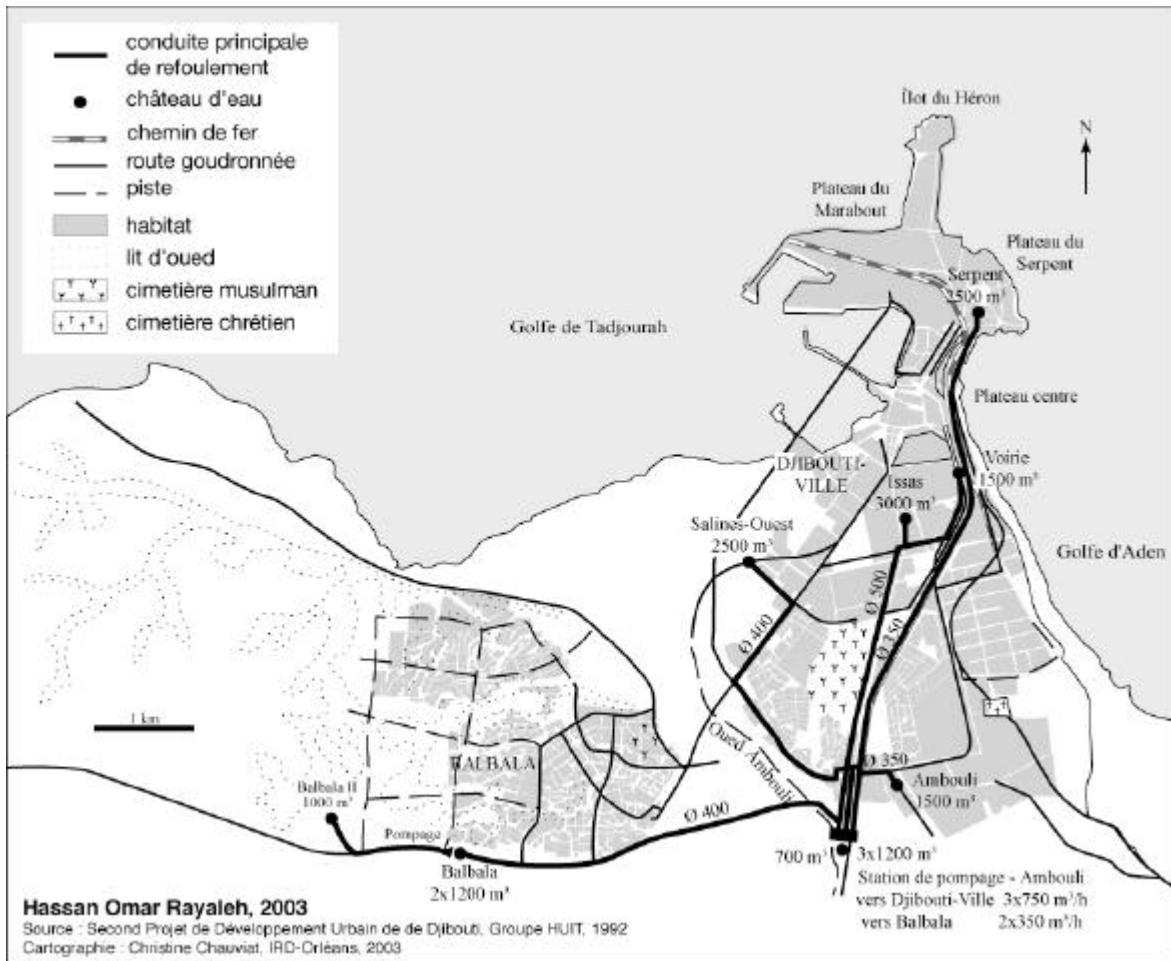 conduite principale
de refoulement
château d'eau
chemin de fer
route goudronnée
piste
habitat
lit d'oued
cimetière musulman
cimetière chrétien
Îlot du Héron
N
Plateau du
Marabout
Plateau du
Serpent
Serpent
2500 m³
Golfe de Tadjourah
Plateau centre
DJIBOUTI-
VILLE
Voirie
1500 m³
Issas
3000 m³
Salines-Ouest
2500 m³
Golfe d'Aden
Ø 500
Ø 400
Ø 350
1 km
Oued Ambouli
BALBALA
Ø 350
Balbala II
1000 m³
Ambouli
1500 m³
Ø 400
Pompage
Balbala
2x1200 m³
700 m³
3x1200 m³
Station de pompage - Ambouli
vers Djibouti-Ville 3x750 m³/h
vers Balbala 2x350 m³/h
Hassan Omar Rayaleh, 2003
Source : Second Projet de Développement Urbain de de Djibouti, Groupe HUIT, 1992
Cartographie : Christine Chauviat, IRD-Orléans, 2003